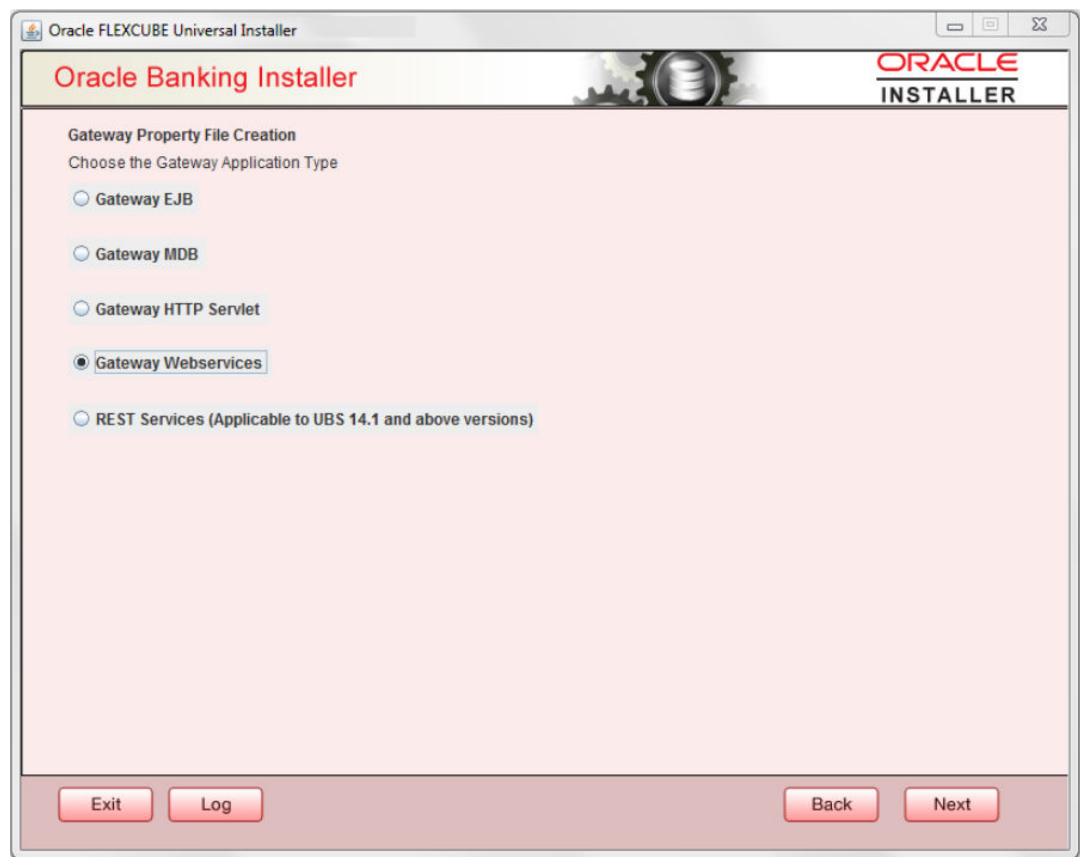 Oracle FLEXCUBE Universal Installer
Oracle Banking Installer
ORACLE
INSTALLER
Gateway Property File Creation
Choose the Gateway Application Type
Gateway EJB
Gateway MDB
Gateway HTTP Servlet
Gateway Webservices
REST Services (Applicable to UBS 14.1 and above versions)
Exit
Log
Back
Next